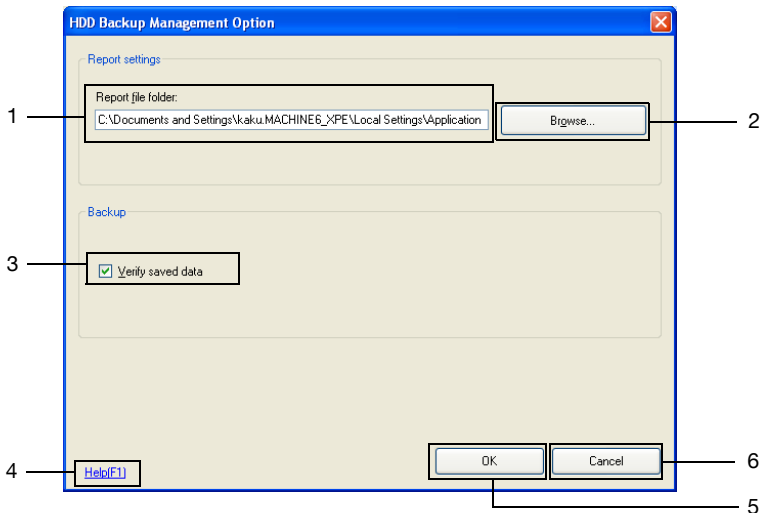 HDD Backup Management Option
Report settings
Report file folder:
1
C:\Documents and Settings\kaku.MACHINE6_XPE\Local Settings\Application
Browse...
2
Backup
3
Verify saved data
4
Help(F1)
OK
Cancel
6
5